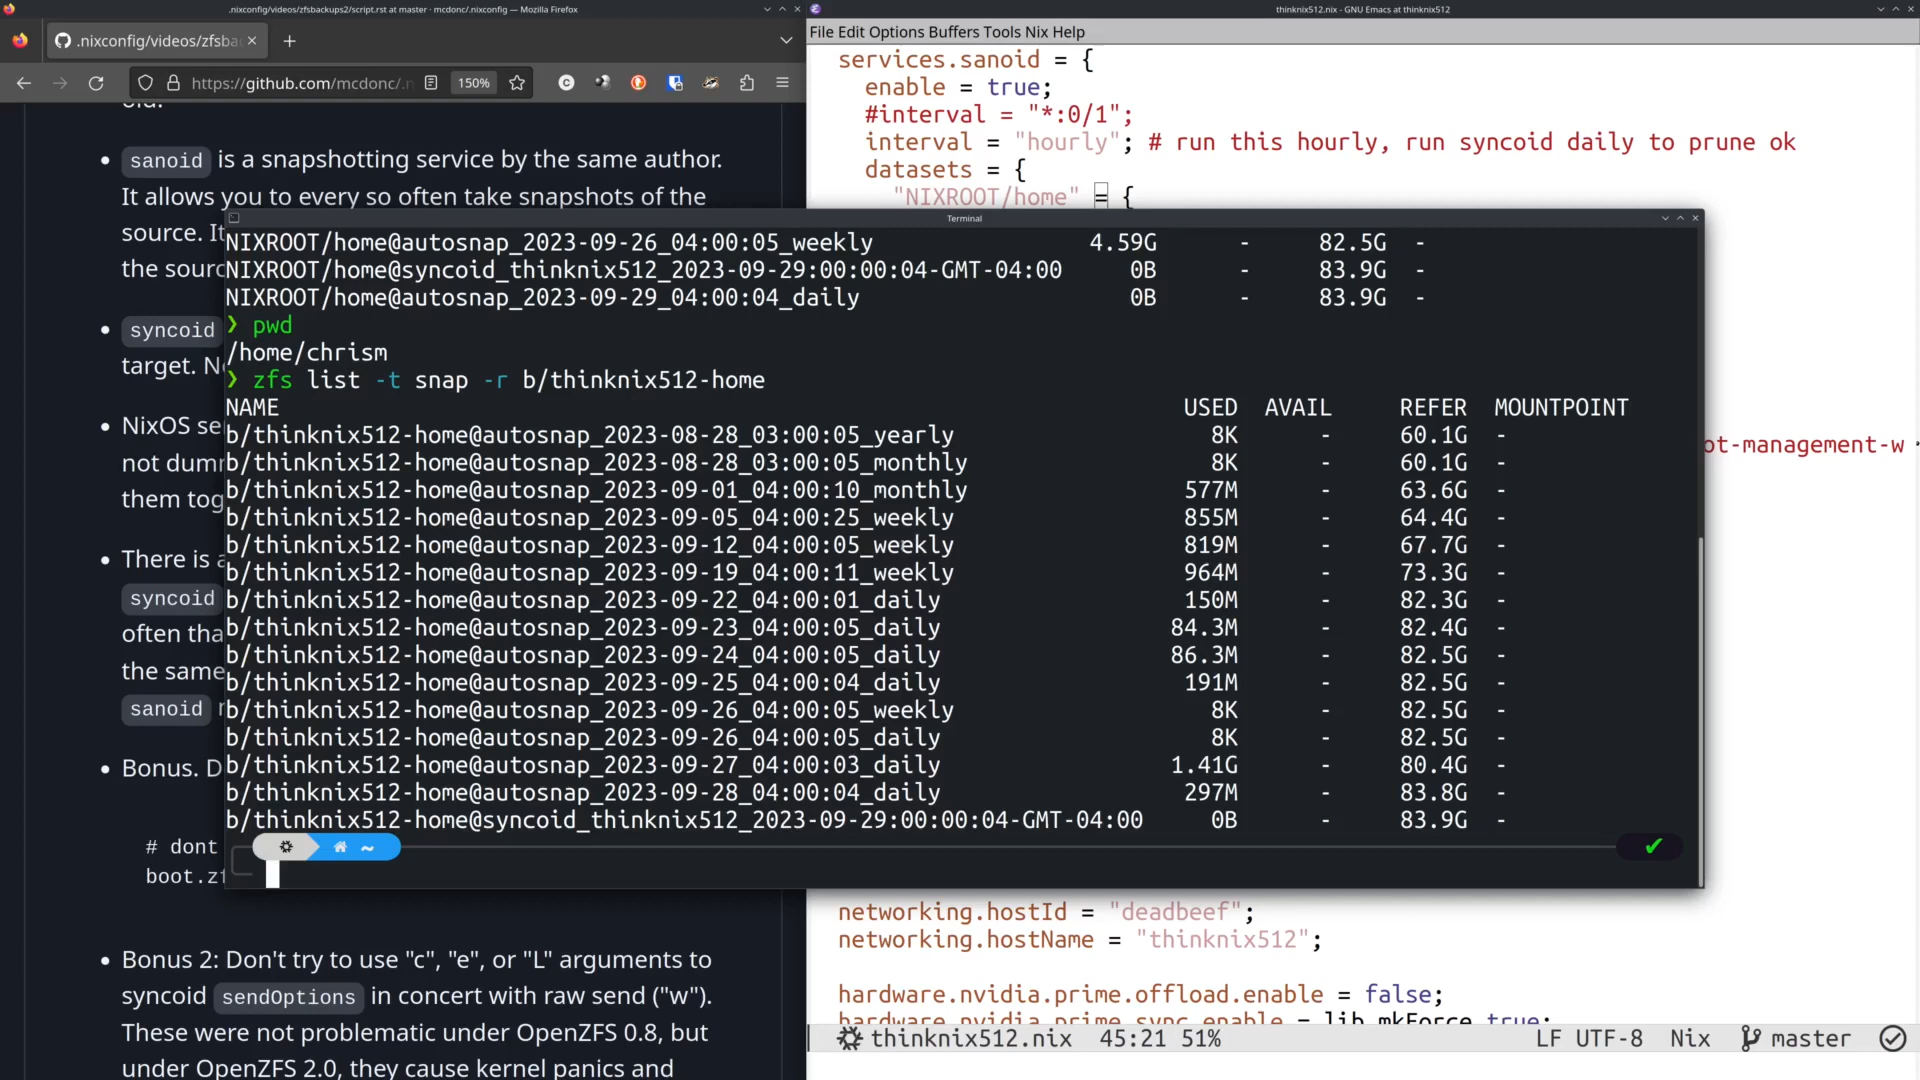 .nixconfig/videos/zfsbackups2/script.rst at master · mcdonc/.nixconfig — Mozilla Firefox
.nixconfig/videos/zfsba
https://github.com/mcdonc/.n
150%
sanoid is a snapshotting service by the same author.
It allows you to every so often take snapshots of the
source. It
the sourc
syncoid
target. N
NixOS se
not dum
them tog
There is a
syncoid
often tha
the same
sanoid
Bonus. D
# dont
boot.zf
Bonus 2: Don't try to use "c", "e", or "L" arguments to
syncoid sendOptions in concert with raw send ("w").
These were not problematic under OpenZFS 0.8, but
under OpenZFS 2.0, they cause kernel panics and
thinknix512.nix - GNU Emacs at thinknix512
File Edit Options Buffers Tools Nix Help
services.sanoid = {
enable = true;
#interval = "*:0/1";
interval = "hourly"; # run this hourly, run syncoid daily to prune ok
datasets = {
"NIXROOT/home" = {
ot-management-w
Terminal
NIXROOT/home@autosnap_2023-09-26_04:00:05_weekly 4.59G - 82.5G -
NIXROOT/home@syncoid_thinknix512_2023-09-29:00:00:04-GMT-04:00 0B - 83.9G -
NIXROOT/home@autosnap_2023-09-29_04:00:04_daily 0B - 83.9G -
❯ pwd
/home/chrism
❯ zfs list -t snap -r b/thinknix512-home
NAME USED AVAIL REFER MOUNTPOINT
b/thinknix512-home@autosnap_2023-08-28_03:00:05_yearly 8K - 60.1G -
b/thinknix512-home@autosnap_2023-08-28_03:00:05_monthly 8K - 60.1G -
b/thinknix512-home@autosnap_2023-09-01_04:00:10_monthly 577M - 63.6G -
b/thinknix512-home@autosnap_2023-09-05_04:00:25_weekly 855M - 64.4G -
b/thinknix512-home@autosnap_2023-09-12_04:00:05_weekly 819M - 67.7G -
b/thinknix512-home@autosnap_2023-09-19_04:00:11_weekly 964M - 73.3G -
b/thinknix512-home@autosnap_2023-09-22_04:00:01_daily 150M - 82.3G -
b/thinknix512-home@autosnap_2023-09-23_04:00:05_daily 84.3M - 82.4G -
b/thinknix512-home@autosnap_2023-09-24_04:00:05_daily 86.3M - 82.5G -
b/thinknix512-home@autosnap_2023-09-25_04:00:04_daily 191M - 82.5G -
b/thinknix512-home@autosnap_2023-09-26_04:00:05_weekly 8K - 82.5G -
b/thinknix512-home@autosnap_2023-09-26_04:00:05_daily 8K - 82.5G -
b/thinknix512-home@autosnap_2023-09-27_04:00:03_daily 1.41G - 80.4G -
b/thinknix512-home@autosnap_2023-09-28_04:00:04_daily 297M - 83.8G -
b/thinknix512-home@syncoid_thinknix512_2023-09-29:00:00:04-GMT-04:00 0B - 83.9G -
~ ✔
networking.hostId = "deadbeef";
networking.hostName = "thinknix512";
hardware.nvidia.prime.offload.enable = false;
hardware.nvidia.prime.sync.enable = lib.mkForce true;
thinknix512.nix 45:21 51% LF UTF-8 Nix master